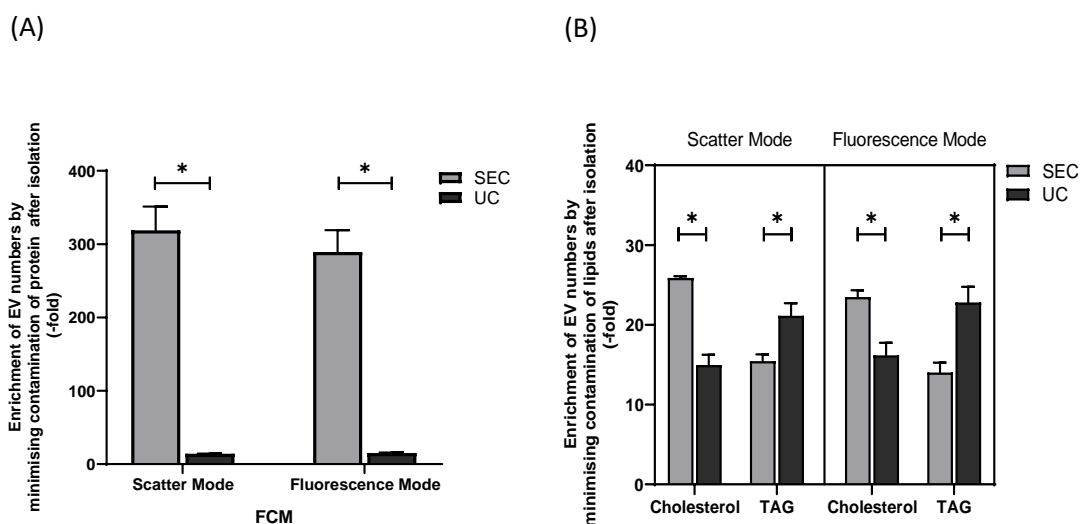 (A)
(B)
Enrichment of EV numbers by
minimising contamination of protein after isolation
(-fold)
400
300
200
100
0
*
*
SEC
UC
Scatter Mode
Fluorescence Mode
FCM
Enrichment of EV numbers by
minimising contamination of lipids after isolation
(-fold)
Scatter Mode
Fluorescence Mode
40
30
20
10
0
*
*
*
*
SEC
UC
Cholesterol
TAG
Cholesterol
TAG